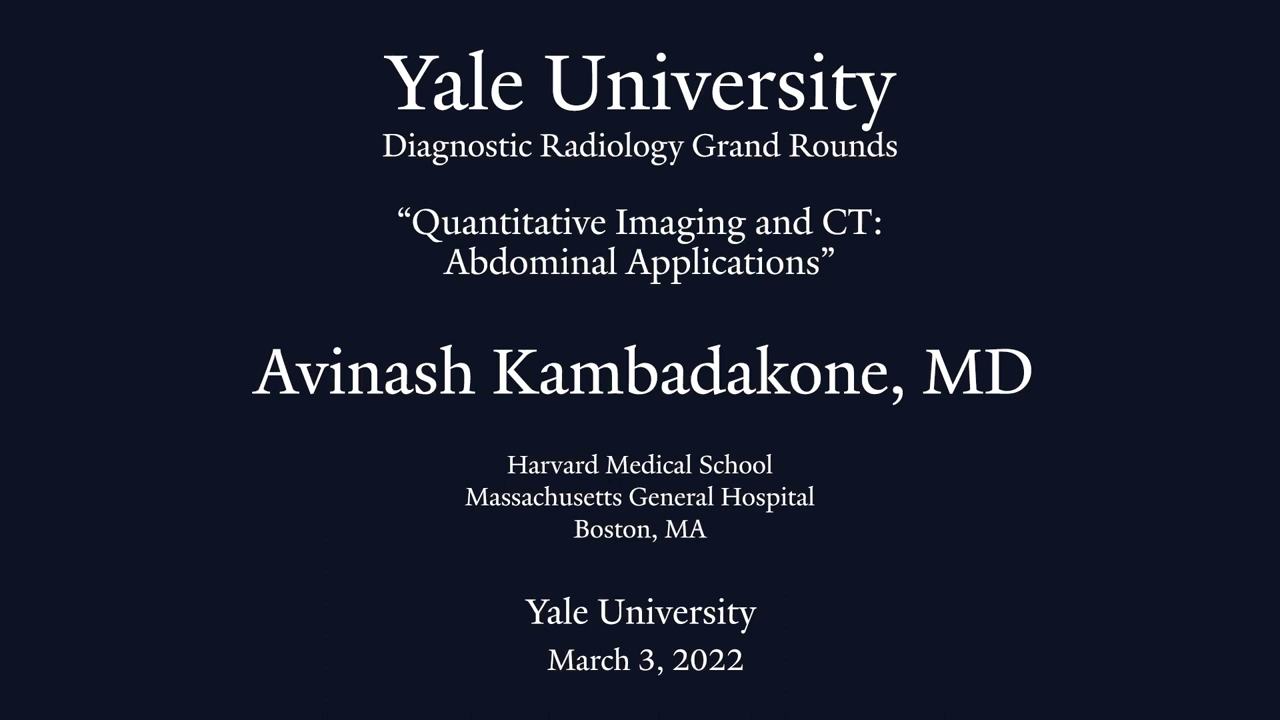 Yale University
Diagnostic Radiology Grand Rounds
“Quantitative Imaging and CT:
Abdominal Applications”
Avinash Kambadakone, MD
Harvard Medical School
Massachusetts General Hospital
Boston, MA
Yale University
March 3, 2022